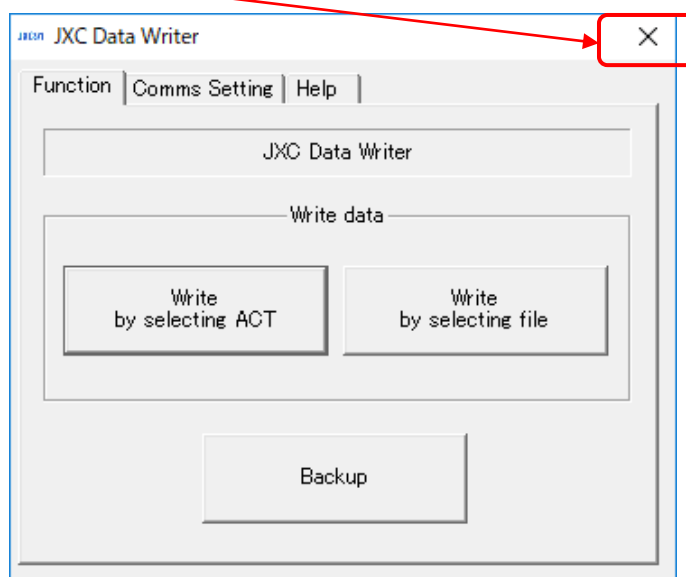 JXC Data Writer
Function Comms Setting Help
JXC Data Writer
Write data
Write
by selecting ACT
Write
by selecting file
Backup